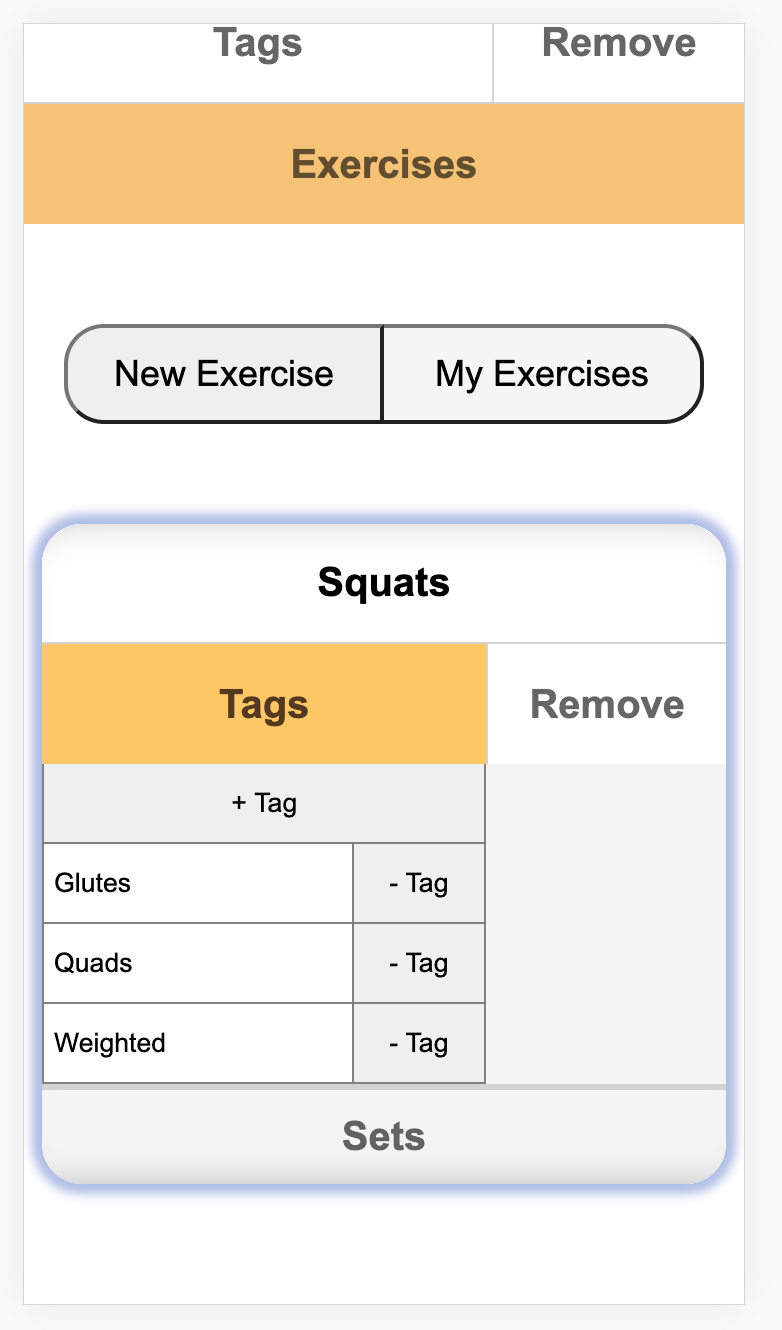 Tags Remove
Exercises
New Exercise My Exercises
Squats
Tags Remove
+ Tag
Glutes - Tag
Quads - Tag
Weighted - Tag
Sets